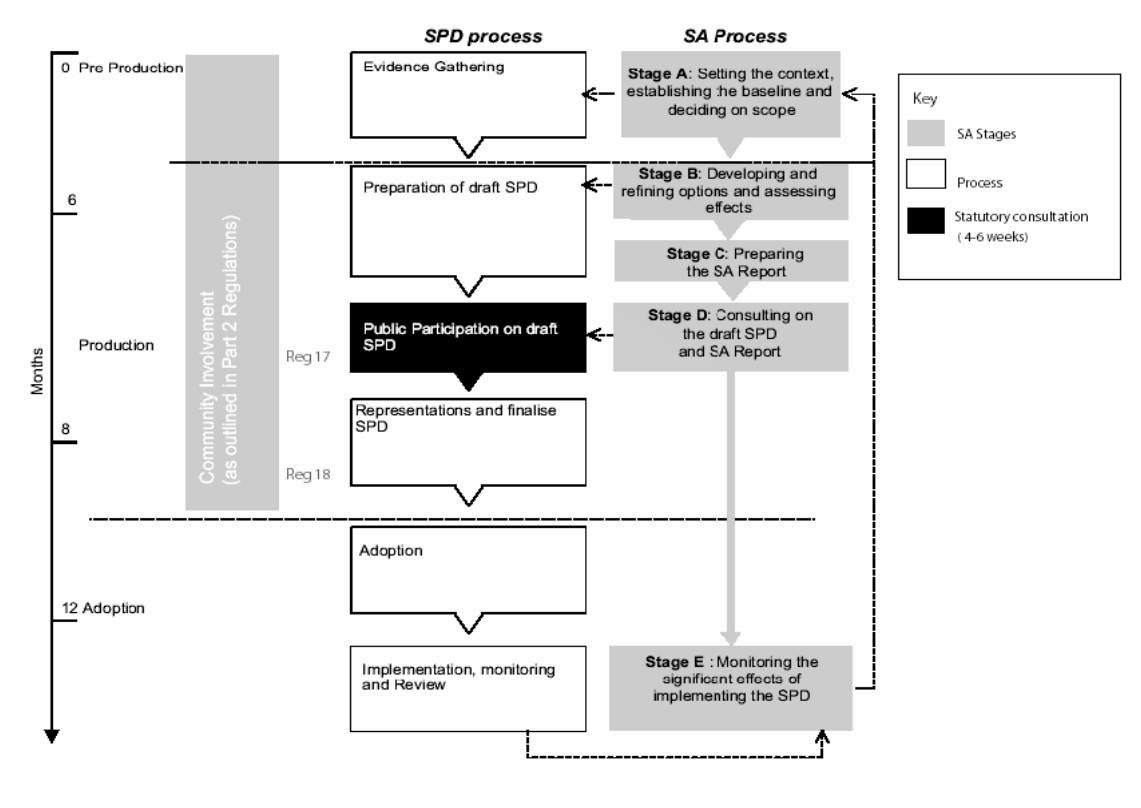 SPD process
SA Process
0 Pre Production
Evidence Gathering
Stage A: Setting the context,
establishing the baseline and
deciding on scope
Key
SA Stages
Process
Statutory consultation
( 4-6 weeks)
Preparation of draft SPD
Stage B: Developing and
refining options and assessing
effects
6
Stage C: Preparing
the SA Report
Public Participation on draft
SPD
Stage D: Consulting on
the draft SPD
and SA Report
Production
Reg 17
Months
Community Involvement
(as outlined in Part 2 Regulations)
Representations and finalise
SPD
8
Reg 18
Adoption
12 Adoption
Implementation, monitoring
and Review
Stage E : Monitoring the
significant effects of
implementing the SPD